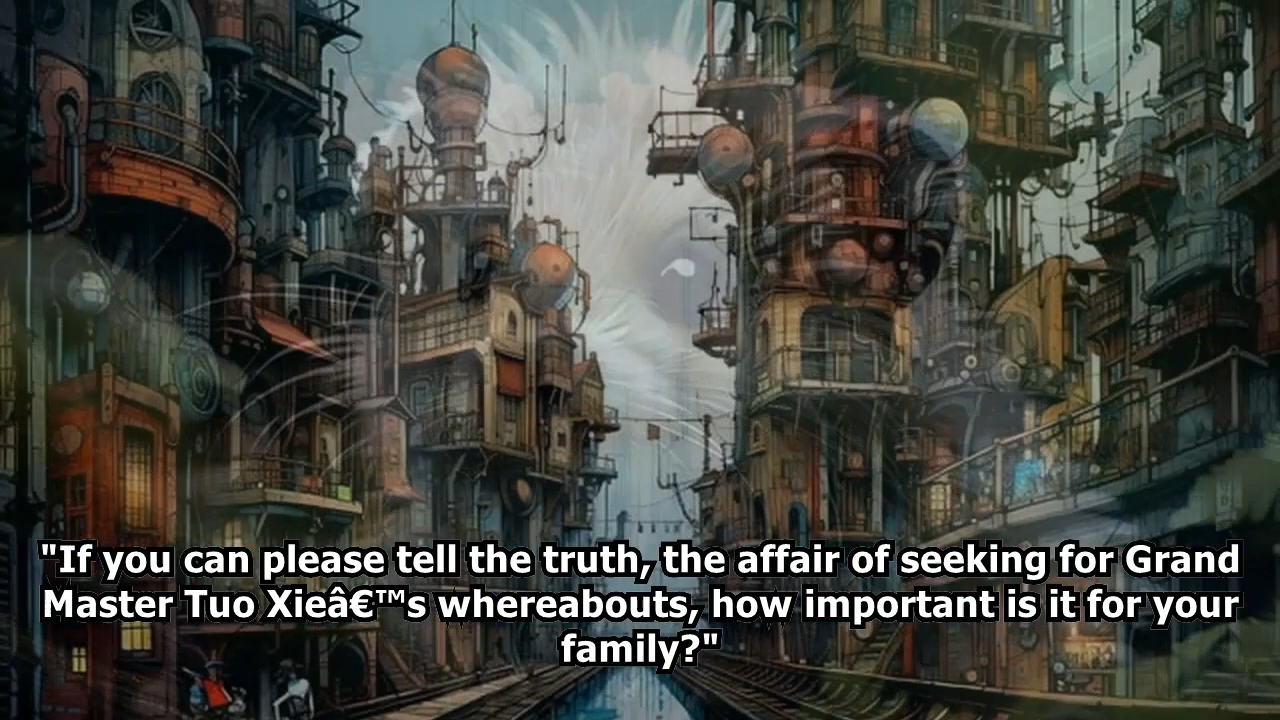 "If you can please tell the truth, the affair of seeking for Grand
Master Tuo Xieâ€™s whereabouts, how important is it for your
family?"